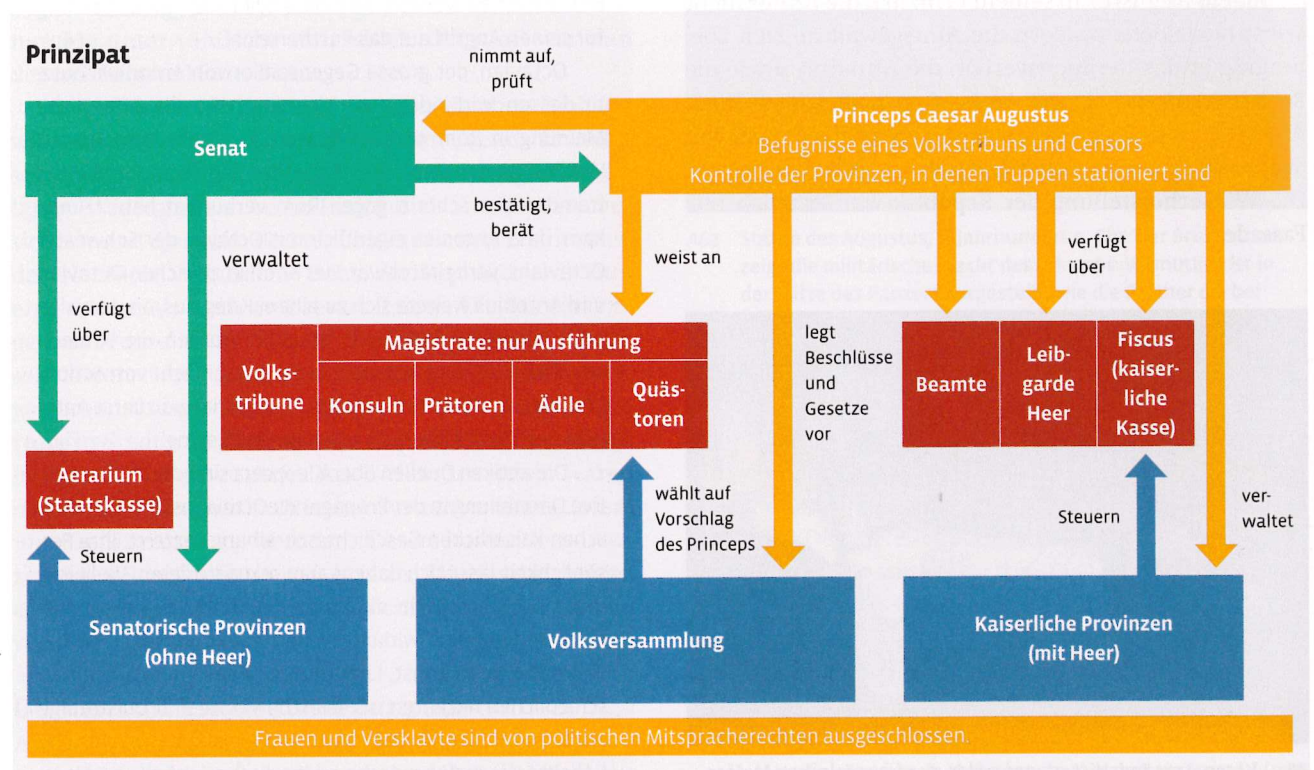 Prinzipat
nimmt auf,
prüft
Senat
Princeps Caesar Augustus
Befugnisse eines Volkstribuns und Censors
Kontrolle der Provinzen, in denen Truppen stationiert sind
bestätigt,
berät
verwaltet
weist an
verfügt
über
verfügt
über
Volks-
tribune
Magistrate: nur Ausführung
Konsuln
Prätoren
Ädile
Quäs-
toren
legt
Beschlüsse
und
Gesetze
vor
Beamte
Leib-
garde
Heer
Fiscus
(kaiser-
liche
Kasse)
Aerarium
(Staatskasse)
Steuern
wählt auf
Vorschlag
des Princeps
Steuern
ver-
waltet
Senatorische Provinzen
(ohne Heer)
Volksversammlung
Kaiserliche Provinzen
(mit Heer)
Frauen und Versklavte sind von politischen Mitspracherechten ausgeschlossen.